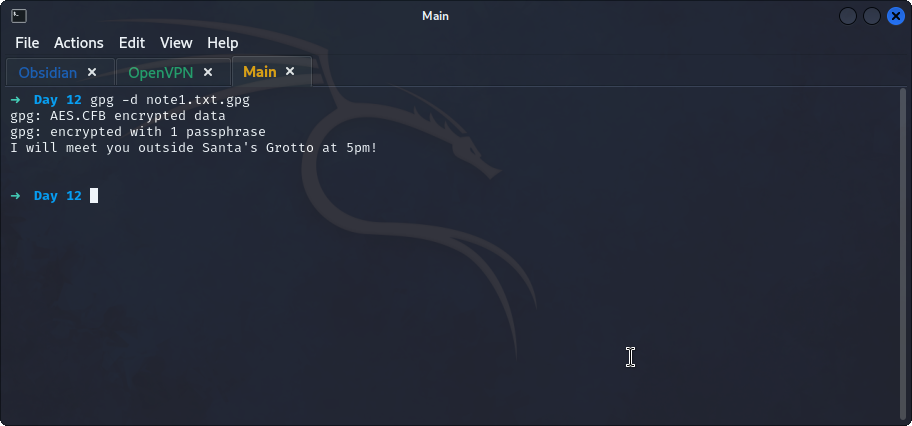 Main
File Actions Edit View Help
Obsidian × OpenVPN × Main ×
➜ Day 12 gpg -d note1.txt.gpg
gpg: AES.CFB encrypted data
gpg: encrypted with 1 passphrase
I will meet you outside Santa's Grotto at 5pm!
➜ Day 12